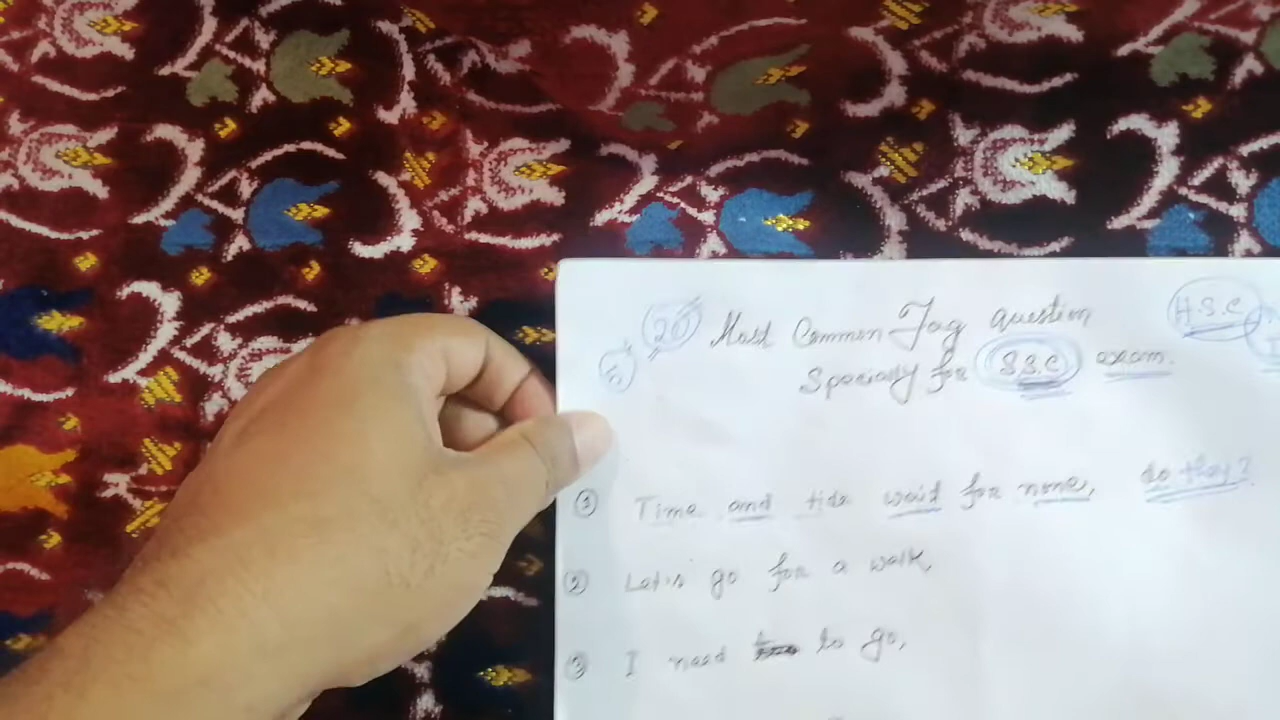 20 Most Common Tag question H.S.C
Specially for S.S.C exam.
① Time and tide wait for none, do they?
② Let's go for a walk,
③ I need to go,